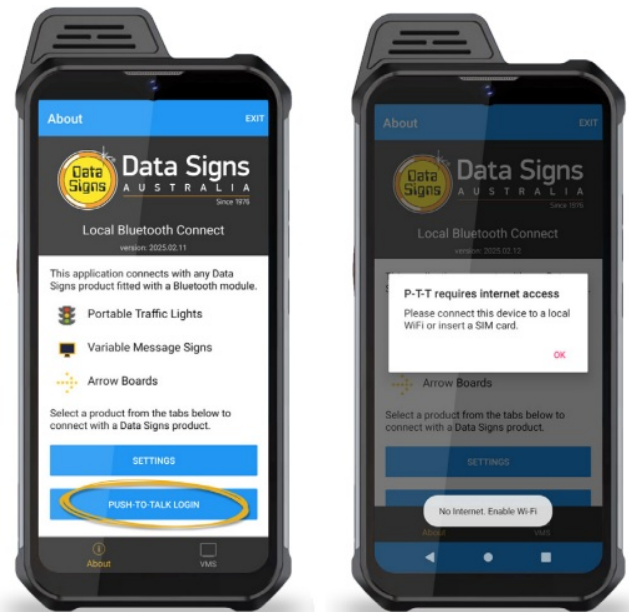 About
EXIT
Data
Signs
Data Signs
AUSTRALIA
Since 1976
Local Bluetooth Connect
version: 2025.02.11
This application connects with any Data
Signs product fitted with a Bluetooth module.
Portable Traffic Lights
Variable Message Signs
Arrow Boards
Select a product from the tabs below to
connect with a Data Signs product.
SETTINGS
PUSH-TO-TALK LOGIN
About
VMS
About
EXIT
Data
Signs
Data Signs
AUSTRALIA
Since 1976
Local Bluetooth Connect
version: 2025.02.12
P-T-T requires internet access
Please connect this device to a local
WiFi or insert a SIM card.
OK
Arrow Boards
Select a product from the tabs below to
connect with a Data Signs product.
SETTINGS
No Internet. Enable Wi-Fi
About
VMS